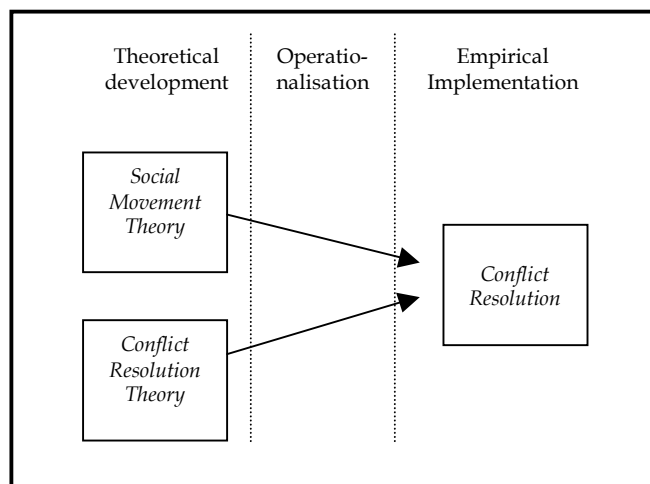 Theoretical
development
Operatio-
nalisation
Empirical
Implementation
Social
Movement
Theory
Conflict
Resolution
Theory
Conflict
Resolution